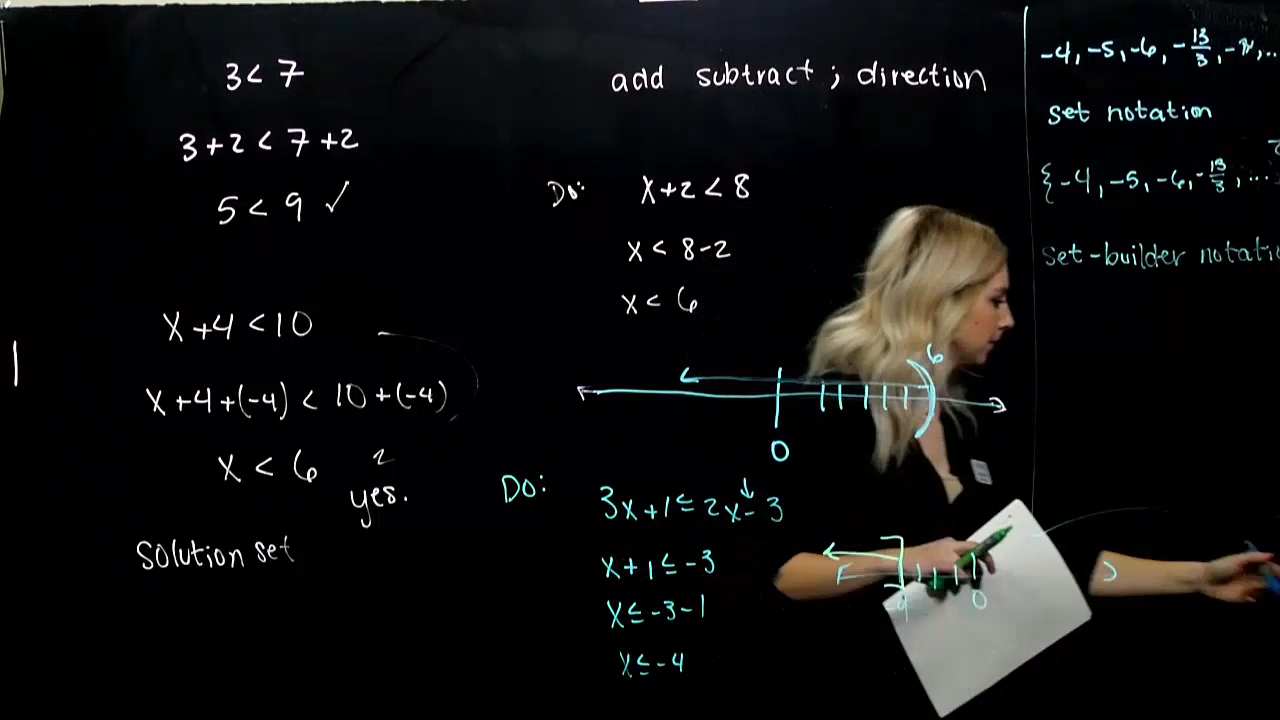 3 < 7
3+2 < 7+2
5 < 9 ✓
x+4 < 10
x+4+(-4) < 10+(-4)
x < 6
yes.
Solution set
add subtract ; direction
Do: x+2 < 8
x < 8-2
x < 6
6
0
Do: 3x+1 ≤ 2x-3
x+1 ≤ -3
x ≤ -3-1
x ≤ -4
0
-4, -5, -6, -13/3, -π, ..
set notation
{-4, -5, -6, -13/3, ...
set-builder